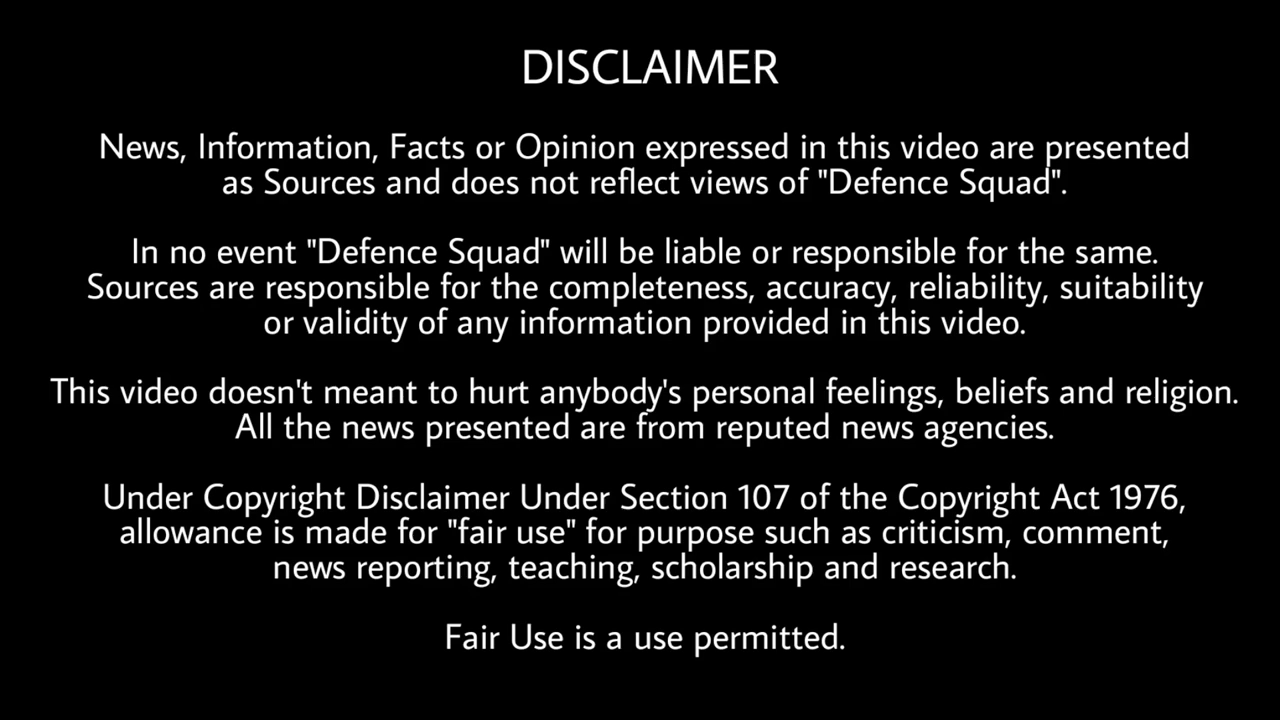 DISCLAIMER
News, Information, Facts or Opinion expressed in this video are presented
as Sources and does not reflect views of "Defence Squad".
In no event "Defence Squad" will be liable or responsible for the same.
Sources are responsible for the completeness, accuracy, reliability, suitability
or validity of any information provided in this video.
This video doesn't meant to hurt anybody's personal feelings, beliefs and religion.
All the news presented are from reputed news agencies.
Under Copyright Disclaimer Under Section 107 of the Copyright Act 1976,
allowance is made for "fair use" for purpose such as criticism, comment,
news reporting, teaching, scholarship and research.
Fair Use is a use permitted.